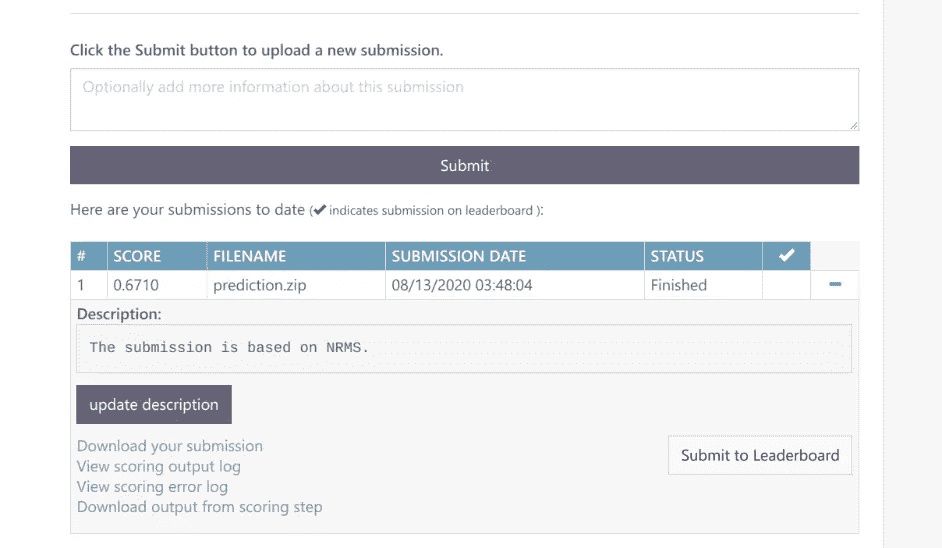 Click the Submit button to upload a new submission.
Optionally add more information about this submission
Submit
Here are your submissions to date (✔ indicates submission on leaderboard ):
# SCORE FILENAME SUBMISSION DATE STATUS ✔
1 0.6710 prediction.zip 08/13/2020 03:48:04 Finished
Description:
The submission is based on NRMS.
update description
Download your submission
View scoring output log
Submit to Leaderboard
View scoring error log
Download output from scoring step